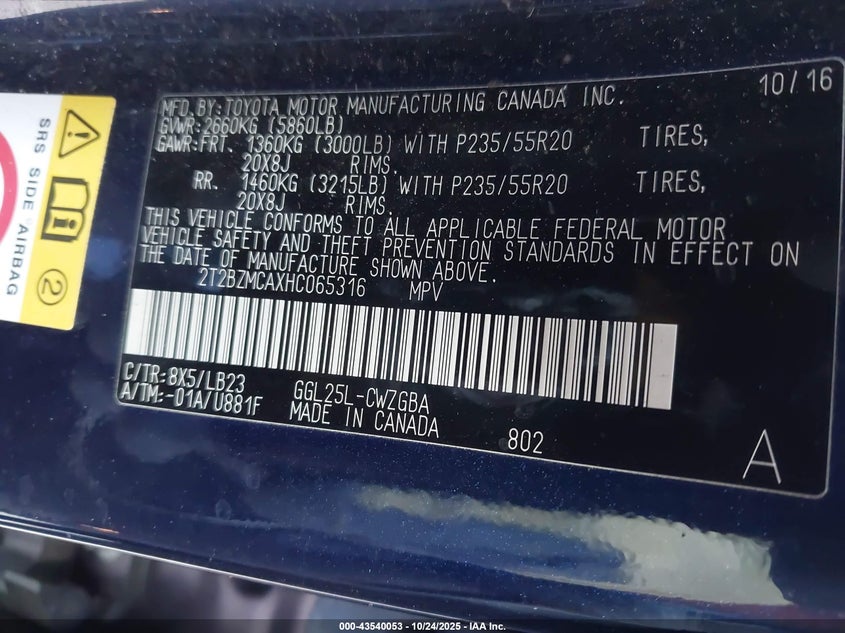 10/16
MFD. BY: TOYOTA MOTOR MANUFACTURING CANADA INC.
GVWR: 2660KG (5860LB)
GAWR: FRT. 1360KG (3000LB) WITH P235/55R20 TIRES,
20X8J RIMS.
RR. 1460KG (3215LB) WITH P235/55R20 TIRES,
20X8J RIMS.
THIS VEHICLE CONFORMS TO ALL APPLICABLE FEDERAL MOTOR
VEHICLE SAFETY AND THEFT PREVENTION STANDARDS IN EFFECT ON
THE DATE OF MANUFACTURE SHOWN ABOVE.
2T2BZMCAXHC065316 MPV
C/TR: 8X5/LB23
A/TM: -01A/U881F
GGL25L-CWZGBA
MADE IN CANADA
802
A
SRS SIDE AIRBAG
2
000-43540053 - 10/24/2025 - IAA Inc.